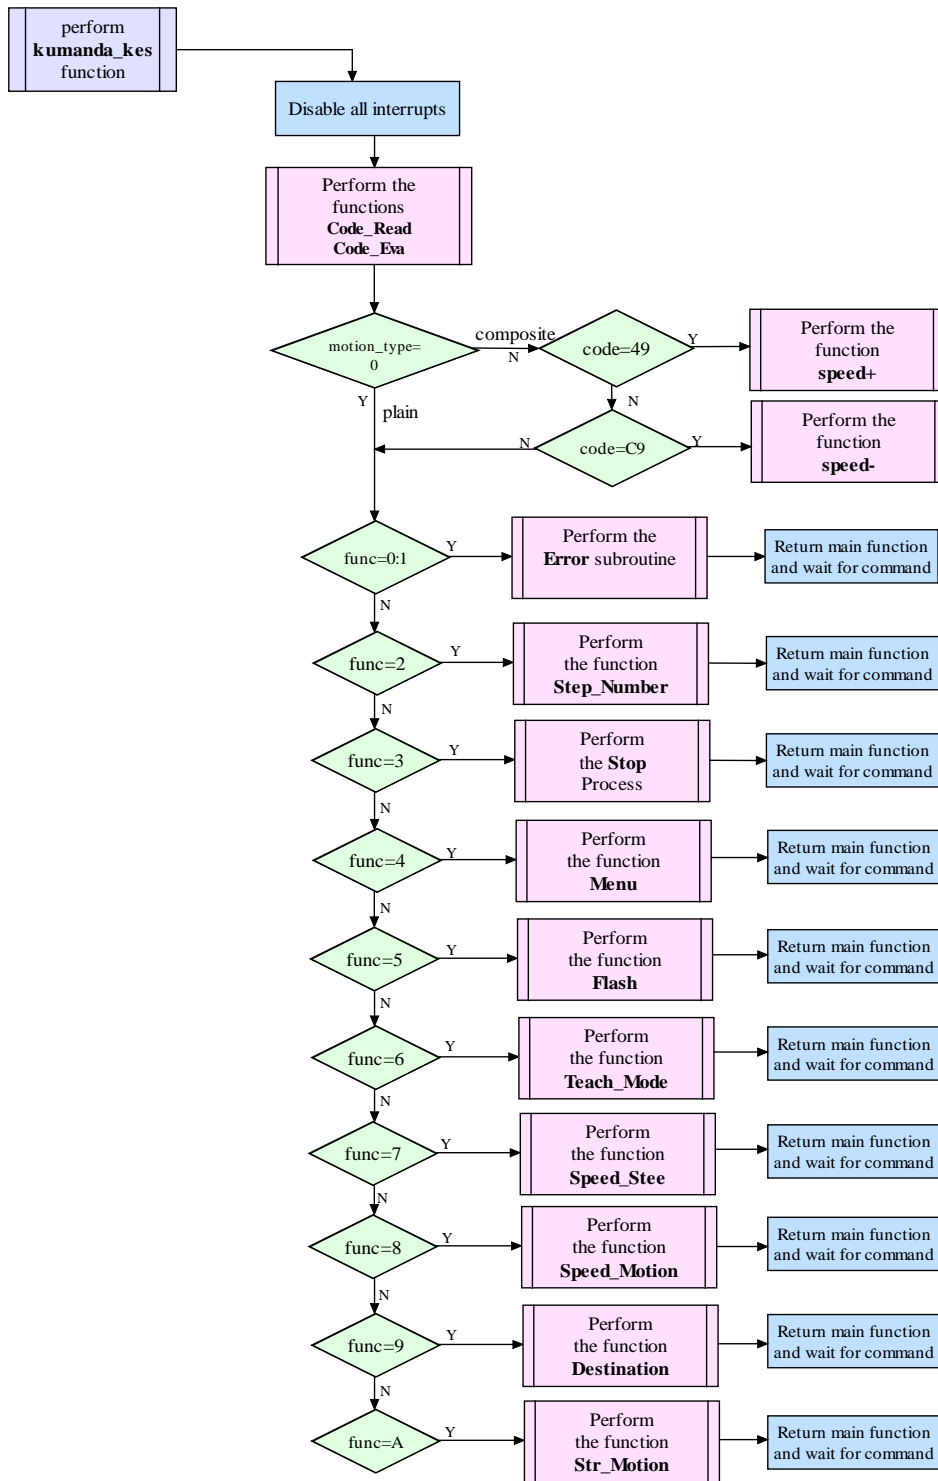 perform
kumanda_kes
function
Disable all interrupts
Perform the
functions
Code_Read
Code_Eva
motion_type=
0
composite
N
code=49
Y
Perform the
function
speed+
Y
plain
N
N
code=C9
Y
Perform the
function
speed-
func=0:1
Y
Perform the
Error subroutine
Return main function
and wait for command
N
func=2
Y
Perform
the function
Step_Number
Return main function
and wait for command
N
func=3
Y
Perform
the Stop
Process
Return main function
and wait for command
N
func=4
Y
Perform
the function
Menu
Return main function
and wait for command
N
func=5
Y
Perform
the function
Flash
Return main function
and wait for command
N
func=6
Y
Perform
the function
Teach_Mode
Return main function
and wait for command
N
func=7
Y
Perform
the function
Speed_Stee
Return main function
and wait for command
N
func=8
Y
Perform
the function
Speed_Motion
Return main function
and wait for command
N
func=9
Y
Perform
the function
Destination
Return main function
and wait for command
N
func=A
Y
Perform
the function
Str_Motion
Return main function
and wait for command